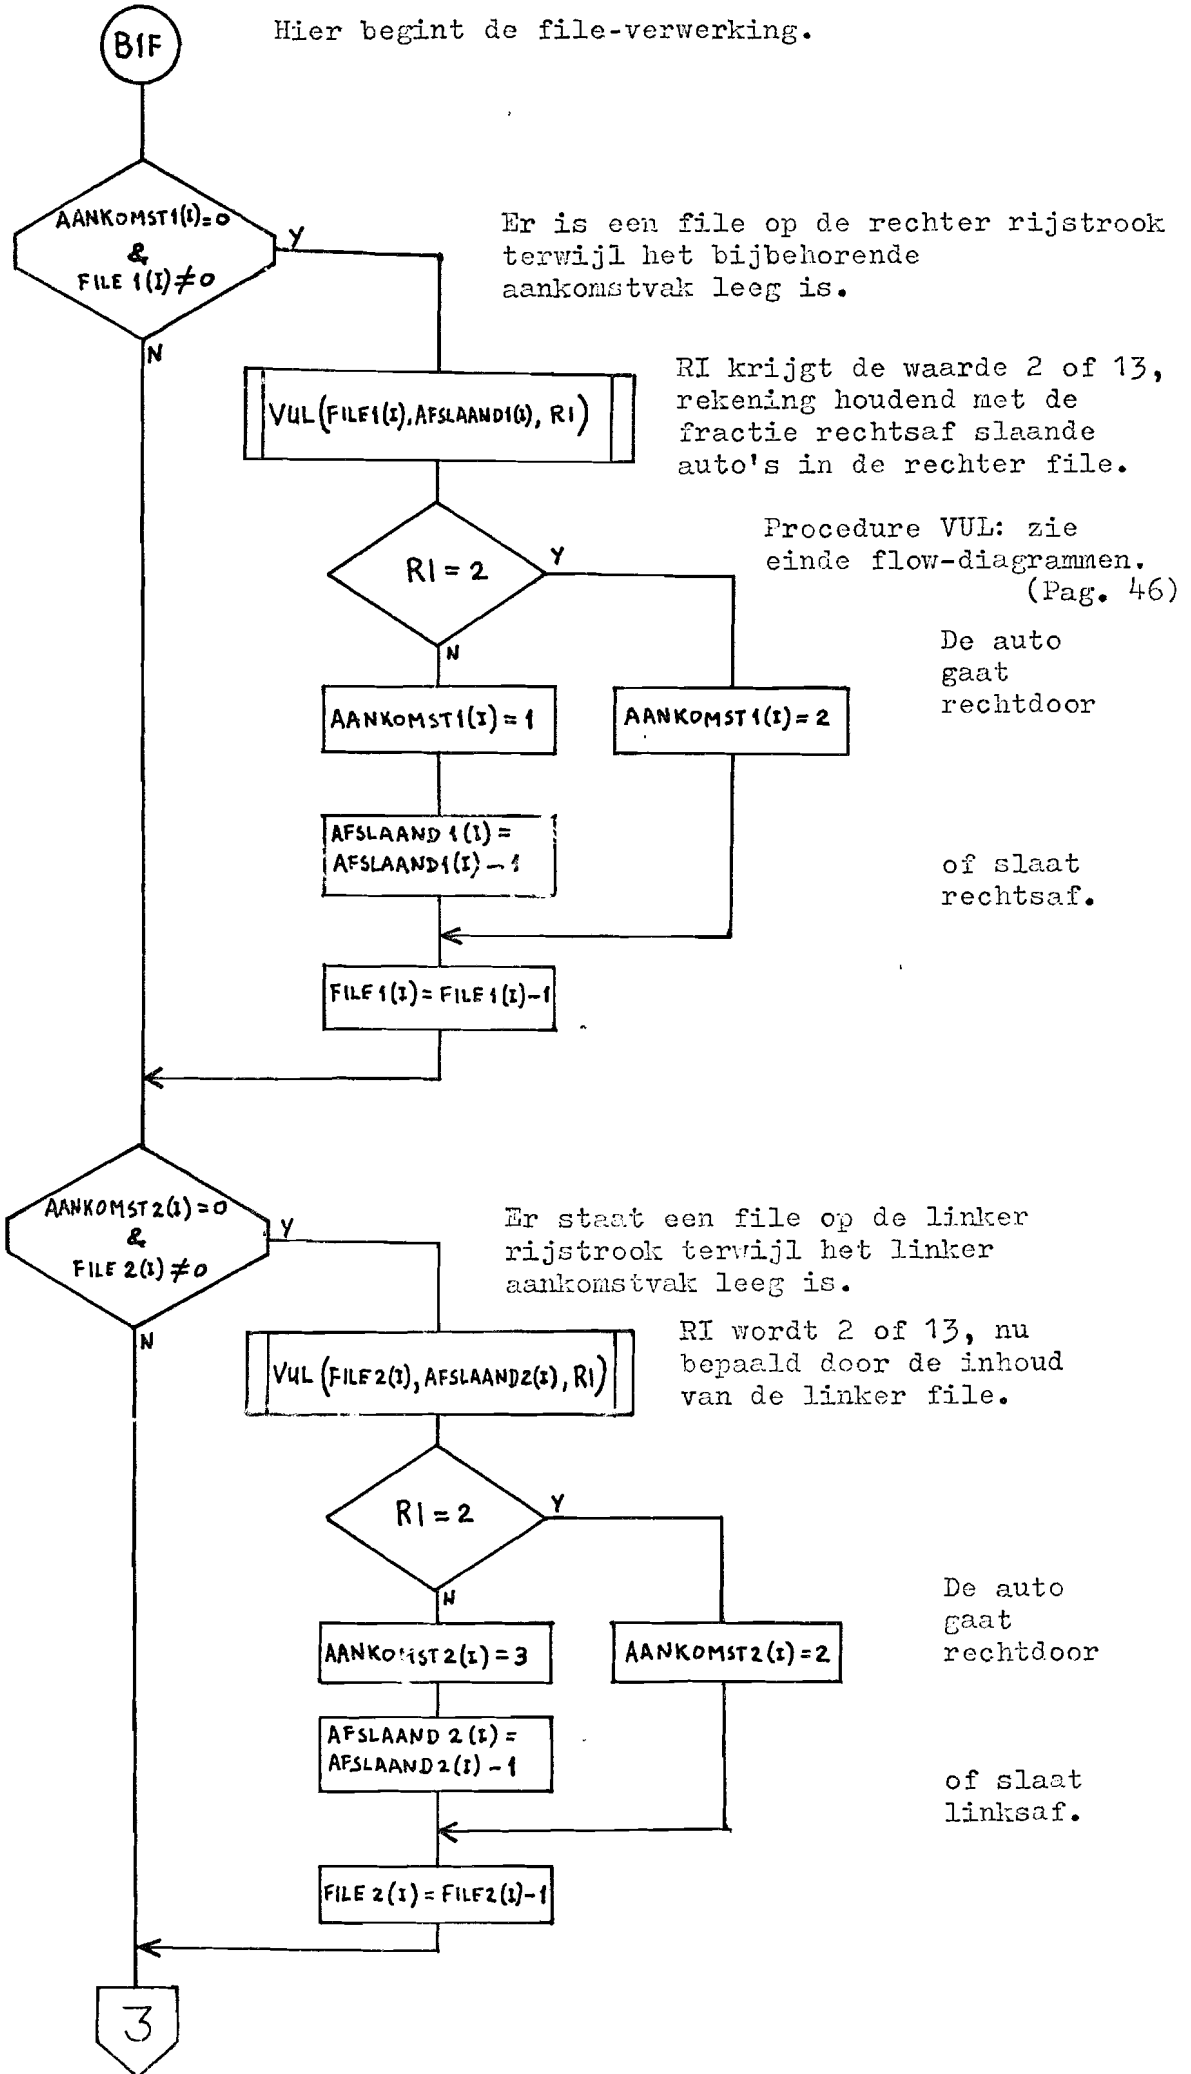 B1F
Hier begint de file-verwerking.
AANKOMST1(I)=0
&
FILE 1(I)≠0
Y
N
Er is een file op de rechter rijstrook
terwijl het bijbehorende
aankomstvak leeg is.
VUL(FILE1(I),AFSLAAND1(I), RI)
RI krijgt de waarde 2 of 13,
rekening houdend met de
fractie rechtsaf slaande
auto's in de rechter file.
Procedure VUL: zie
einde flow-diagrammen.
(Pag. 46)
RI = 2
Y
N
De auto
gaat
rechtdoor
AANKOMST1(I)=1
AANKOMST1(I)=2
AFSLAAND 1(I) =
AFSLAAND1(I) - 1
of slaat
rechtsaf.
FILE1(I)= FILE1(I)-1
AANKOMST2(I)=0
&
FILE 2(I)≠0
Y
N
Er staat een file op de linker
rijstrook terwijl het linker
aankomstvak leeg is.
VUL (FILE2(I), AFSLAAND2(I), RI)
RI wordt 2 of 13, nu
bepaald door de inhoud
van de linker file.
RI = 2
Y
N
De auto
gaat
rechtdoor
AANKOMST2(I)=3
AANKOMST2(I)=2
AFSLAAND 2(I) =
AFSLAAND2(I) - 1
of slaat
linksaf.
FILE 2(I) = FILE2(I)-1
3